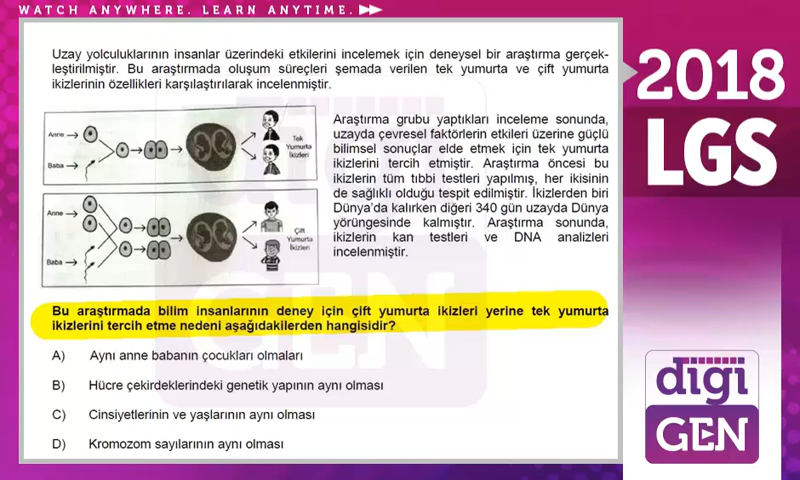 WATCH ANYWHERE. LEARN ANYTIME.
Uzay yolculuklarının insanlar üzerindeki etkilerini incelemek için deneysel bir araştırma gerçek-
leştirilmiştir. Bu araştırmada oluşum süreçleri şemada verilen tek yumurta ve çift yumurta
ikizlerinin özellikleri karşılaştırılarak incelenmiştir.
Anne
Baba
Tek
Yumurta
İkizleri
Anne
Baba
Çift
Yumurta
İkizleri
Araştırma grubu yaptıkları inceleme sonunda,
uzayda çevresel faktörlerin etkileri üzerine güçlü
bilimsel sonuçlar elde etmek için tek yumurta
ikizlerini tercih etmiştir. Araştırma öncesi bu
ikizlerin tüm tıbbi testleri yapılmış, her ikisinin
de sağlıklı olduğu tespit edilmiştir. İkizlerden biri
Dünya'da kalırken diğeri 340 gün uzayda Dünya
yörüngesinde kalmıştır. Araştırma sonunda,
ikizlerin kan testleri ve DNA analizleri
incelenmiştir.
Bu araştırmada bilim insanlarının deney için çift yumurta ikizleri yerine tek yumurta
ikizlerini tercih etme nedeni aşağıdakilerden hangisidir?
A) Aynı anne babanın çocukları olmaları
B) Hücre çekirdeklerindeki genetik yapının aynı olması
C) Cinsiyetlerinin ve yaşlarının aynı olması
D) Kromozom sayılarının aynı olması
2018
LGS
digi
GEN
GEN